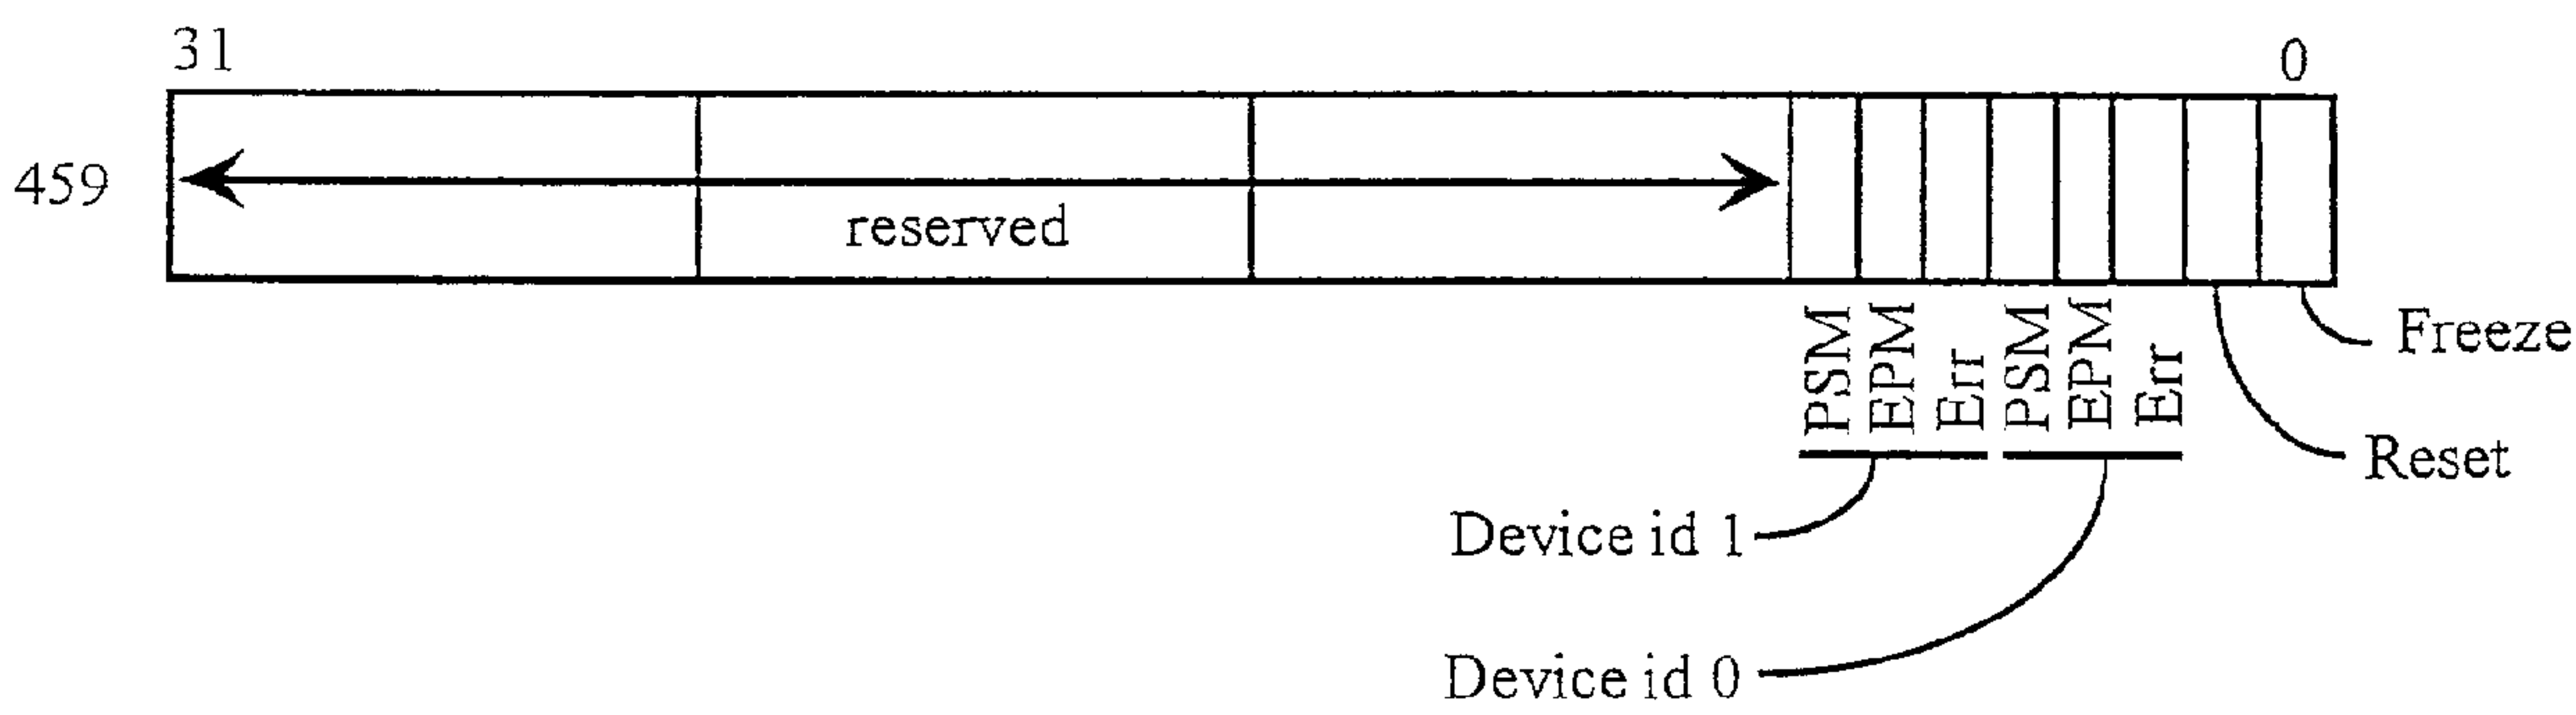 31
0
459
reserved
PSM
EPM
Err
PSM
EPM
Err
Freeze
Reset
Device id 1
Device id 0